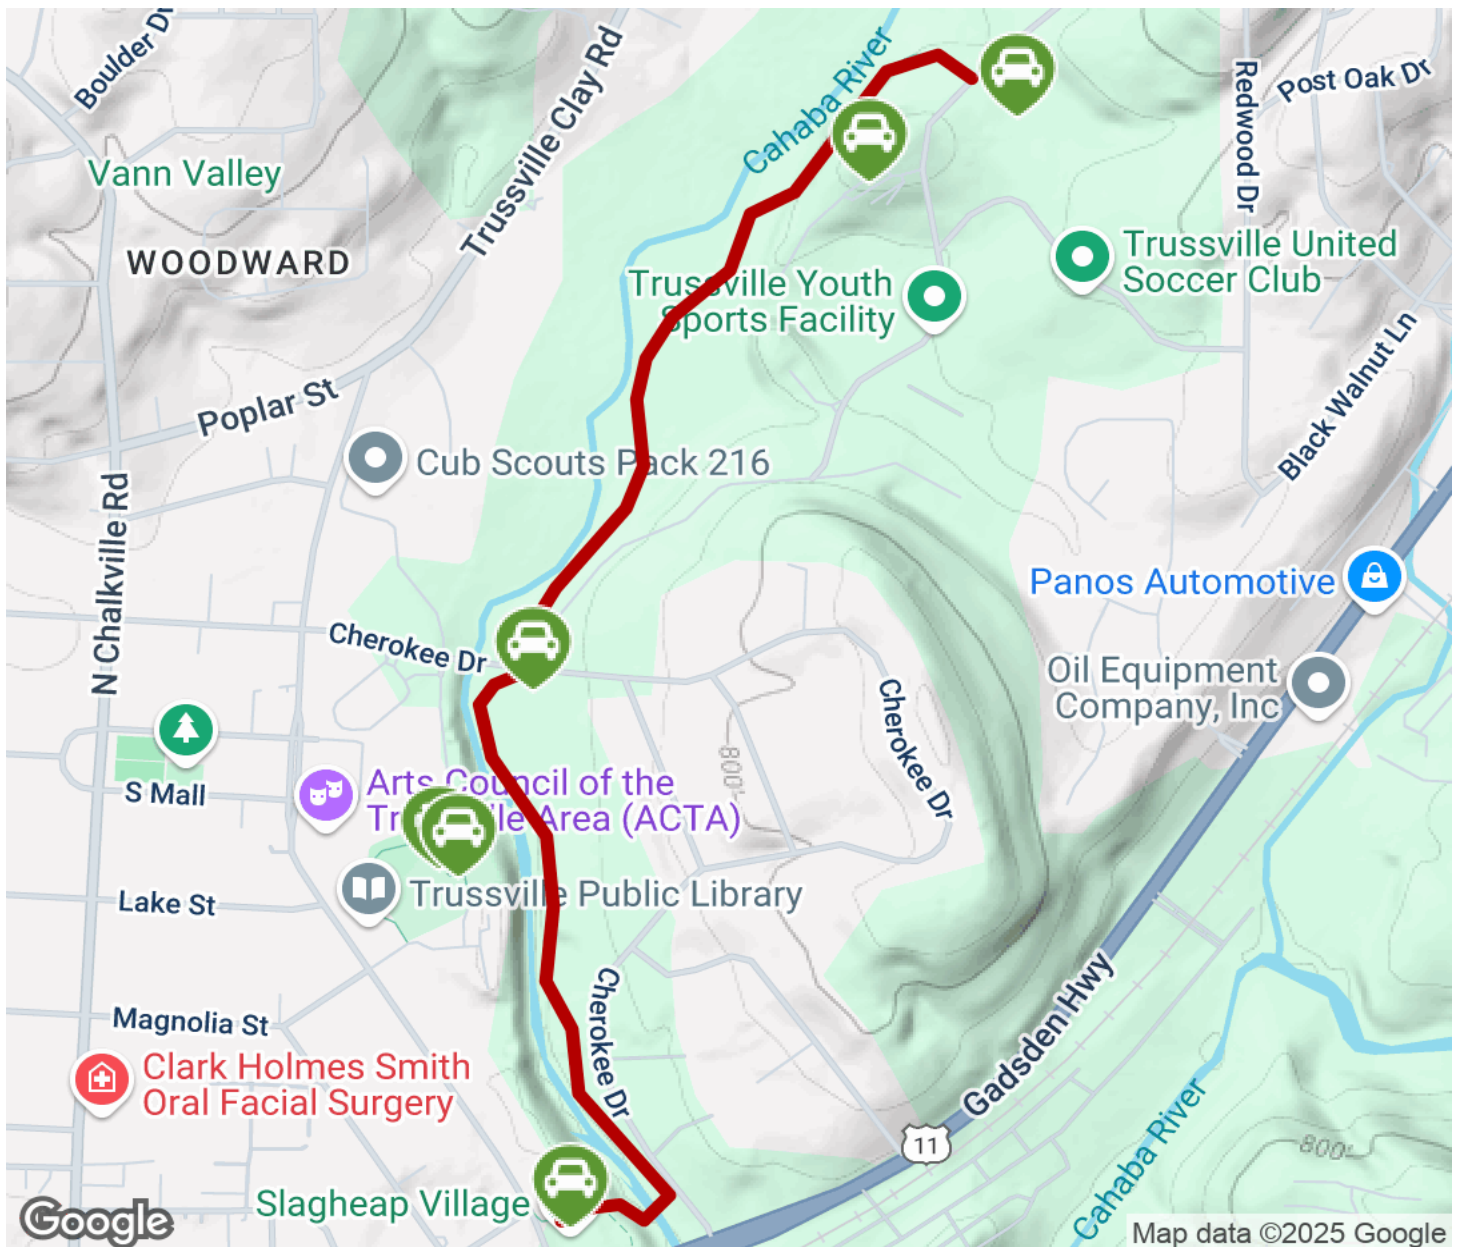 Boulder Dr
Trussville Clay Rd
Cahaba River
Redwood Dr
Post Oak Dr
Vann Valley
WOODWARD
Trussville United
Soccer Club
Trussville Youth
Sports Facility
Black Walnut Ln
Poplar St
Cub Scouts Pack 216
N Chalkville Rd
Panos Automotive
Cherokee Dr
Oil Equipment
Company, Inc
Cherokee Dr
800'
S Mall
Arts Council of the
Trussville Area (ACTA)
Lake St
Trussville Public Library
Magnolia St
Cherokee Dr
Gadsden Hwy
Clark Holmes Smith
Oral Facial Surgery
11
800'
Cahaba River
Slagheap Village
Google
Map data ©2025 Google